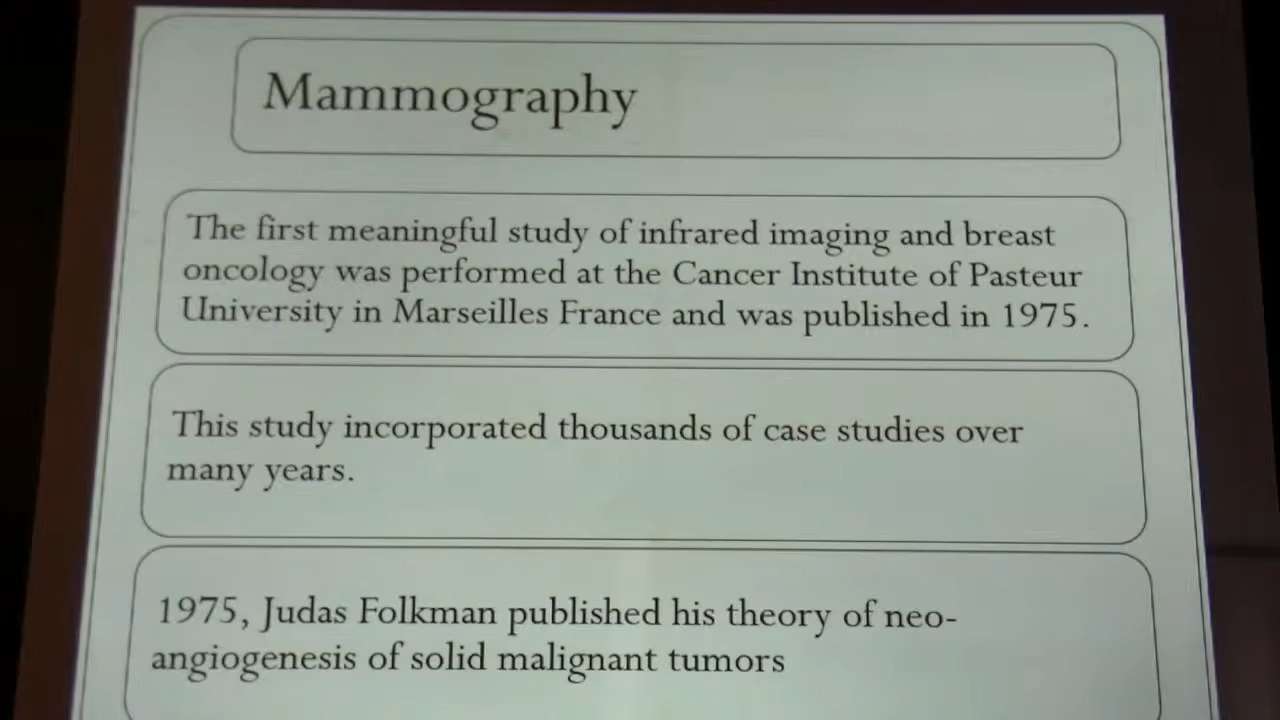 Mammography
The first meaningful study of infrared imaging and breast
oncology was performed at the Cancer Institute of Pasteur
University in Marseilles France and was published in 1975.
This study incorporated thousands of case studies over
many years.
1975, Judas Folkman published his theory of neo-
angiogenesis of solid malignant tumors